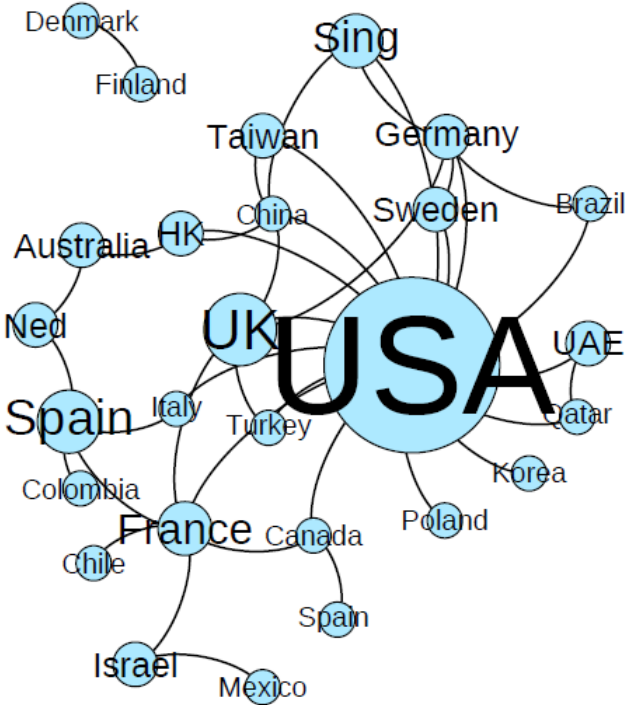 Denmark
Sing
Finland
Taiwan
Germany
China
Sweden
Brazil
Australia
HK
Ned
UK
USA
UAE
Spain
Italy
Turkey
Qatar
Colombia
Korea
France
Canada
Poland
Chile
Spain
Israel
Mexico